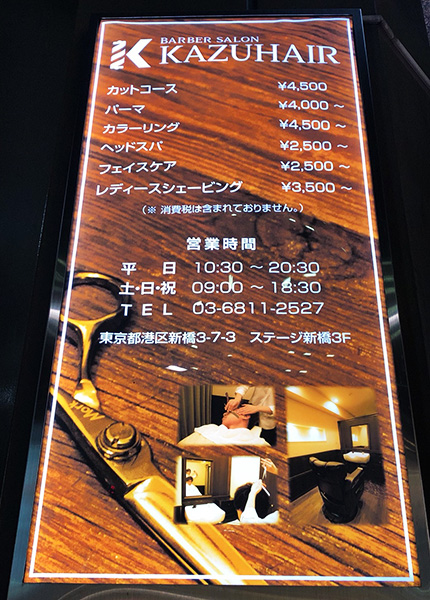 BARBER SALON
KAZUHAIR
カットコース ¥4,500
パーマ ¥4,000～
カラーリング ¥4,500～
ヘッドスパ ¥2,500～
フェイスケア ¥2,500～
レディースシェービング ¥3,500～
(※ 消費税は含まれておりません。)
営業時間
平　日 10:30～20:30
土・日・祝 09:00～18:30
TEL 03-6811-2527
東京都港区新橋3-7-3　ステージ新橋3F
Mork